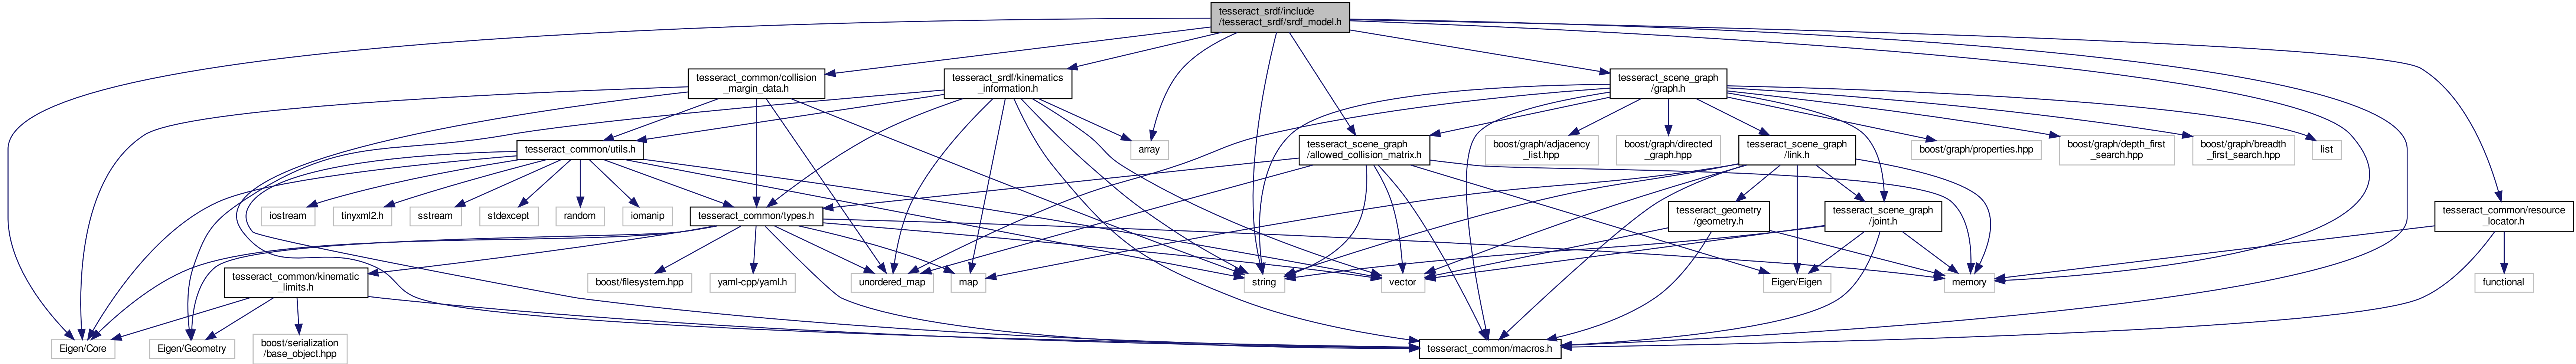 tesseract_srdf/include
/tesseract_srdf/srdf_model.h
tesseract_common/collision
_margin_data.h
tesseract_srdf/kinematics
_information.h
tesseract_scene_graph
/graph.h
tesseract_common/utils.h
array
tesseract_scene_graph
/allowed_collision_matrix.h
boost/graph/adjacency
_list.hpp
boost/graph/directed
_graph.hpp
tesseract_scene_graph
/link.h
boost/graph/properties.hpp
boost/graph/depth_first
_search.hpp
boost/graph/breadth
_first_search.hpp
list
iostream
tinyxml2.h
sstream
stdexcept
random
iomanip
tesseract_common/types.h
tesseract_geometry
/geometry.h
tesseract_scene_graph
/joint.h
tesseract_common/resource
_locator.h
tesseract_common/kinematic
_limits.h
boost/filesystem.hpp
yaml-cpp/yaml.h
unordered_map
map
string
vector
Eigen/Eigen
memory
functional
Eigen/Core
Eigen/Geometry
boost/serialization
/base_object.hpp
tesseract_common/macros.h